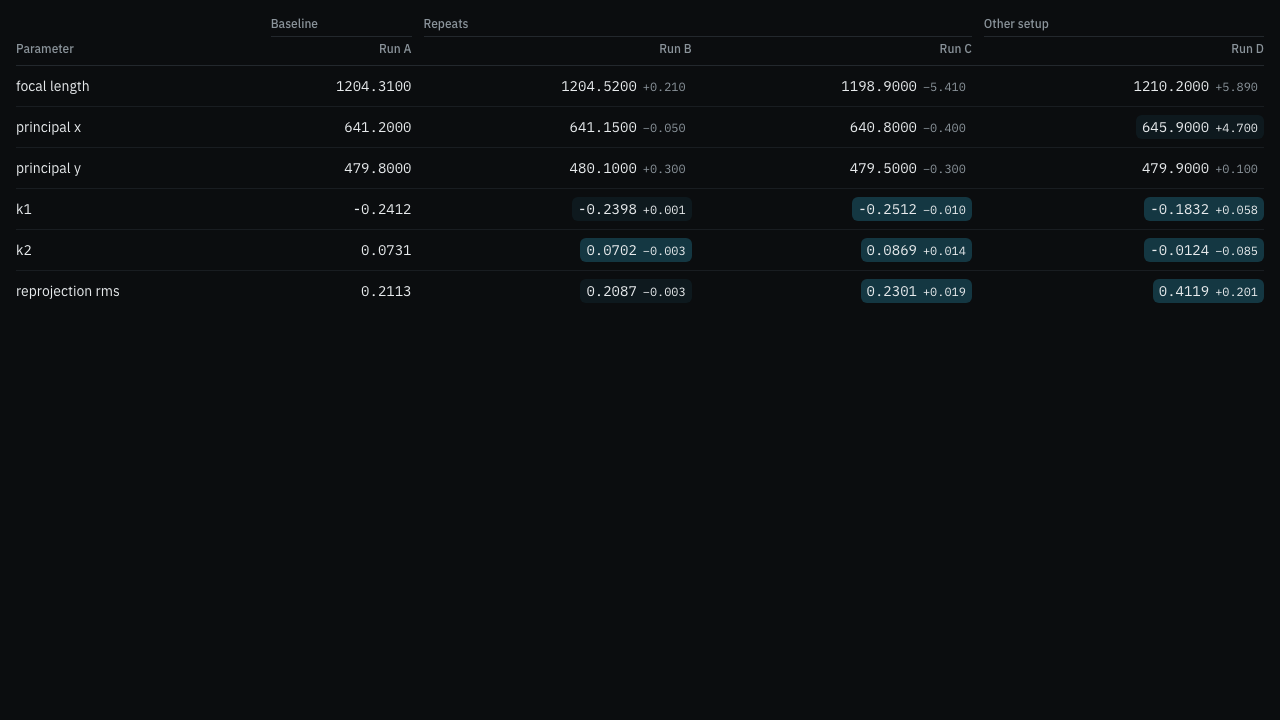 Baseline Repeats Other setup
Parameter Run A Run B Run C Run D
focal length 1204.3100 1204.5200 +0.210 1198.9000 −5.410 1210.2000 +5.890
principal x 641.2000 641.1500 −0.050 640.8000 −0.400 645.9000 +4.700
principal y 479.8000 480.1000 +0.300 479.5000 −0.300 479.9000 +0.100
k1 -0.2412 -0.2398 +0.001 -0.2512 −0.010 -0.1832 +0.058
k2 0.0731 0.0702 −0.003 0.0869 +0.014 -0.0124 −0.085
reprojection rms 0.2113 0.2087 −0.003 0.2301 +0.019 0.4119 +0.201